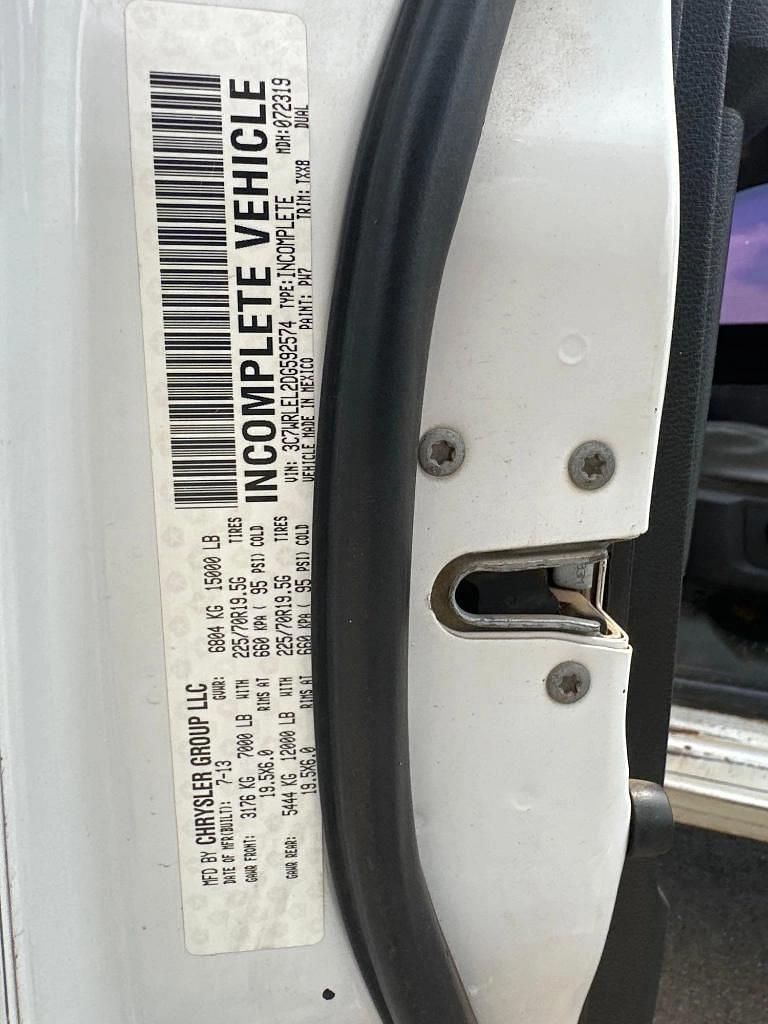 MFD BY CHRYSLER GROUP LLC
DATE OF MFR(BUILT): 7-13 GVWR: 6804 KG 15000 LB
GAWR FRONT: 3176 KG 7000 LB WITH 225/70R19.5G TIRES
19.5X6.0 RIMS AT 660 KPA ( 95 PSI) COLD
GAWR REAR: 5444 KG 12000 LB WITH 225/70R19.5G TIRES
19.5X6.0 RIMS AT 660 KPA ( 95 PSI) COLD
INCOMPLETE VEHICLE
VIN: 3C7WRLEL2DG592574 TYPE:INCOMPLETE MDH:072319
VEHICLE MADE IN MEXICO PAINT: PW7 TRIM: TXX8 DUAL